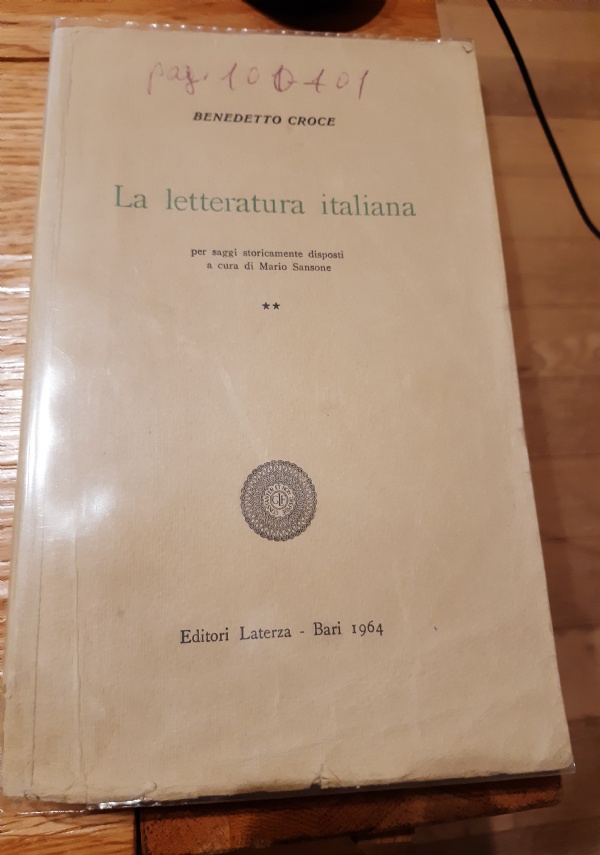 pag. 100-101
BENEDETTO CROCE
La letteratura italiana
per saggi storicamente disposti
a cura di Mario Sansone
★★
Editori Laterza - Bari 1964